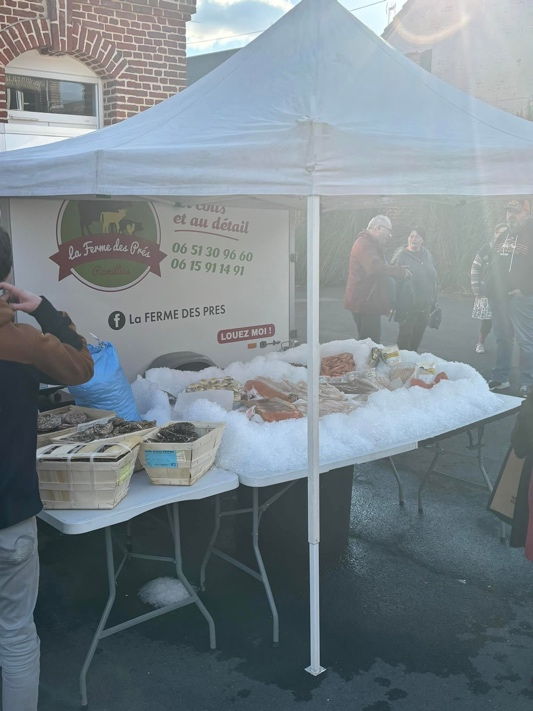 et au détail
La Ferme des Prés
Familles
06 51 30 96 60
06 15 91 14 91
La FERME DES PRES
LOUEZ MOI !